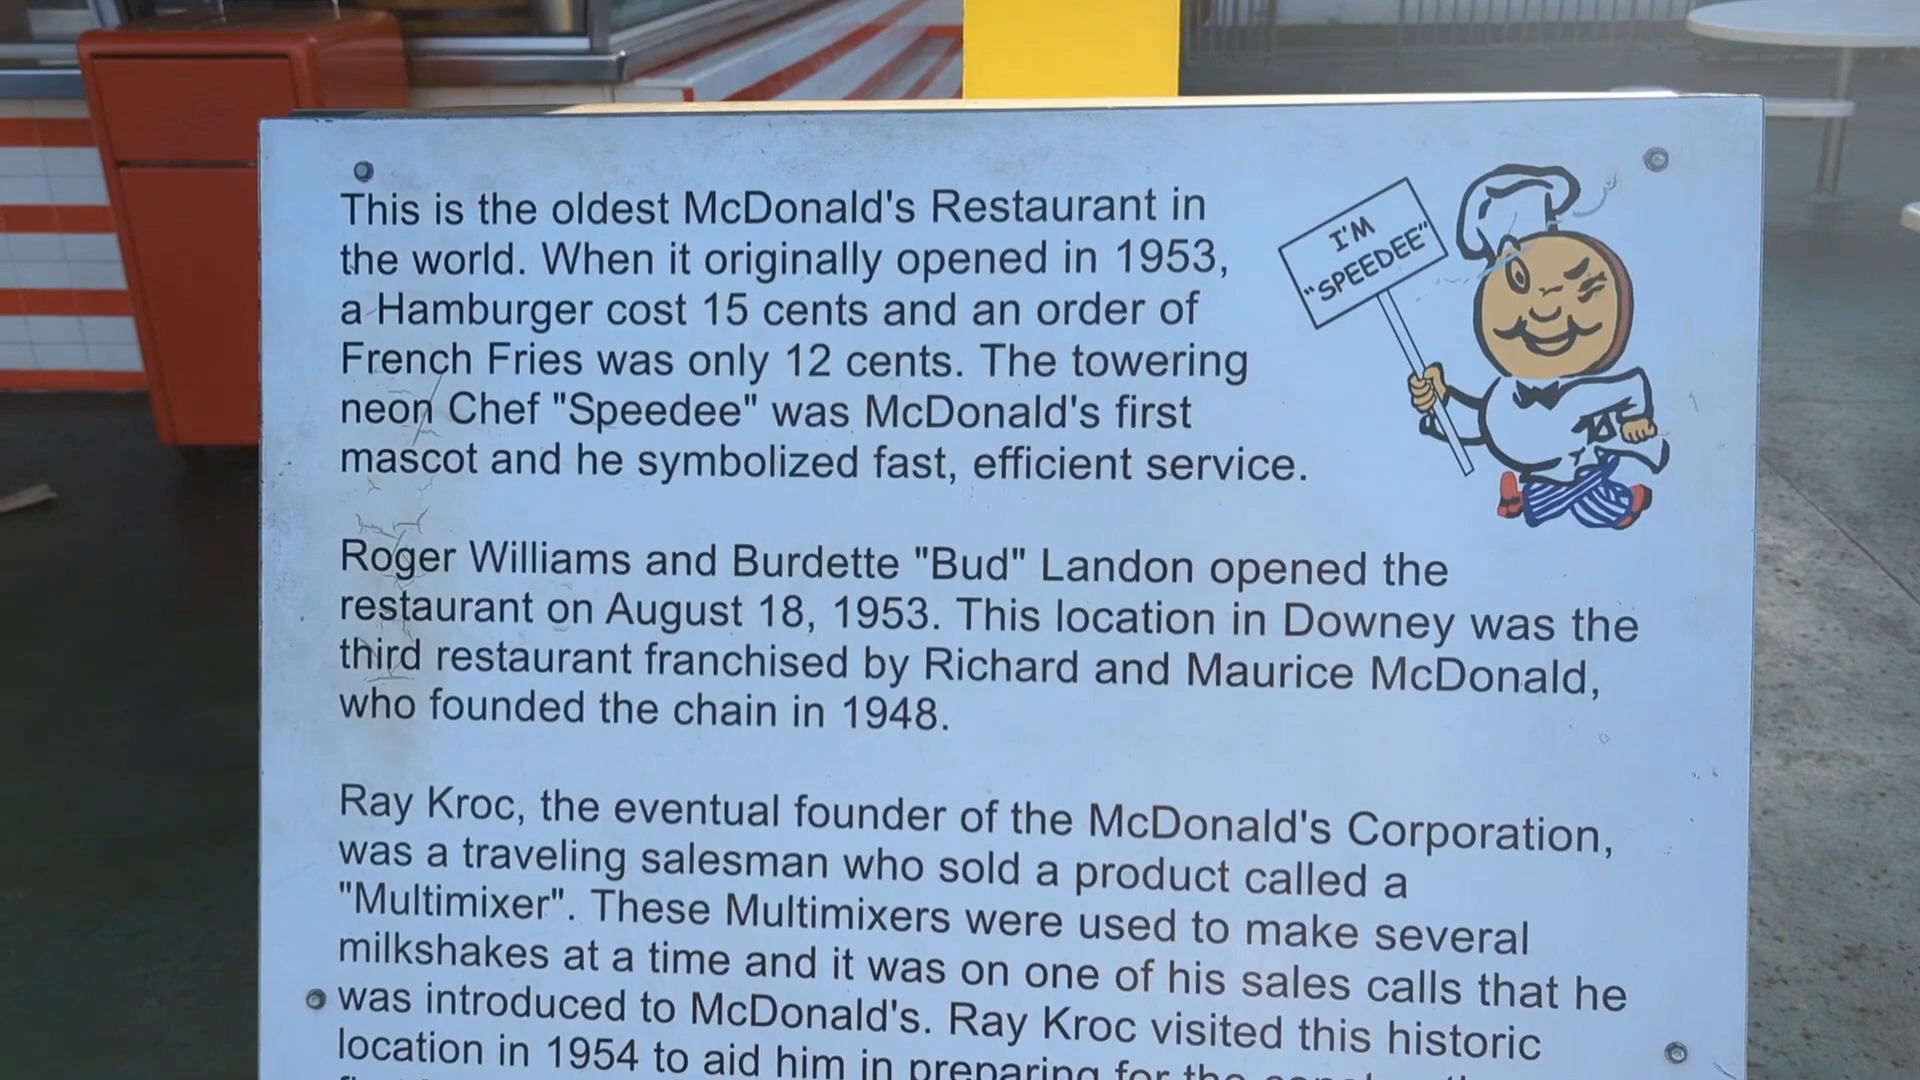 This is the oldest McDonald's Restaurant in
the world. When it originally opened in 1953,
a Hamburger cost 15 cents and an order of
French Fries was only 12 cents. The towering
neon Chef "Speedee" was McDonald's first
mascot and he symbolized fast, efficient service.
I'M
"SPEEDEE"
Roger Williams and Burdette "Bud" Landon opened the
restaurant on August 18, 1953. This location in Downey was the
third restaurant franchised by Richard and Maurice McDonald,
who founded the chain in 1948.
Ray Kroc, the eventual founder of the McDonald's Corporation,
was a traveling salesman who sold a product called a
"Multimixer". These Multimixers were used to make several
milkshakes at a time and it was on one of his sales calls that he
was introduced to McDonald's. Ray Kroc visited this historic
location in 1954 to aid him in preparing for the